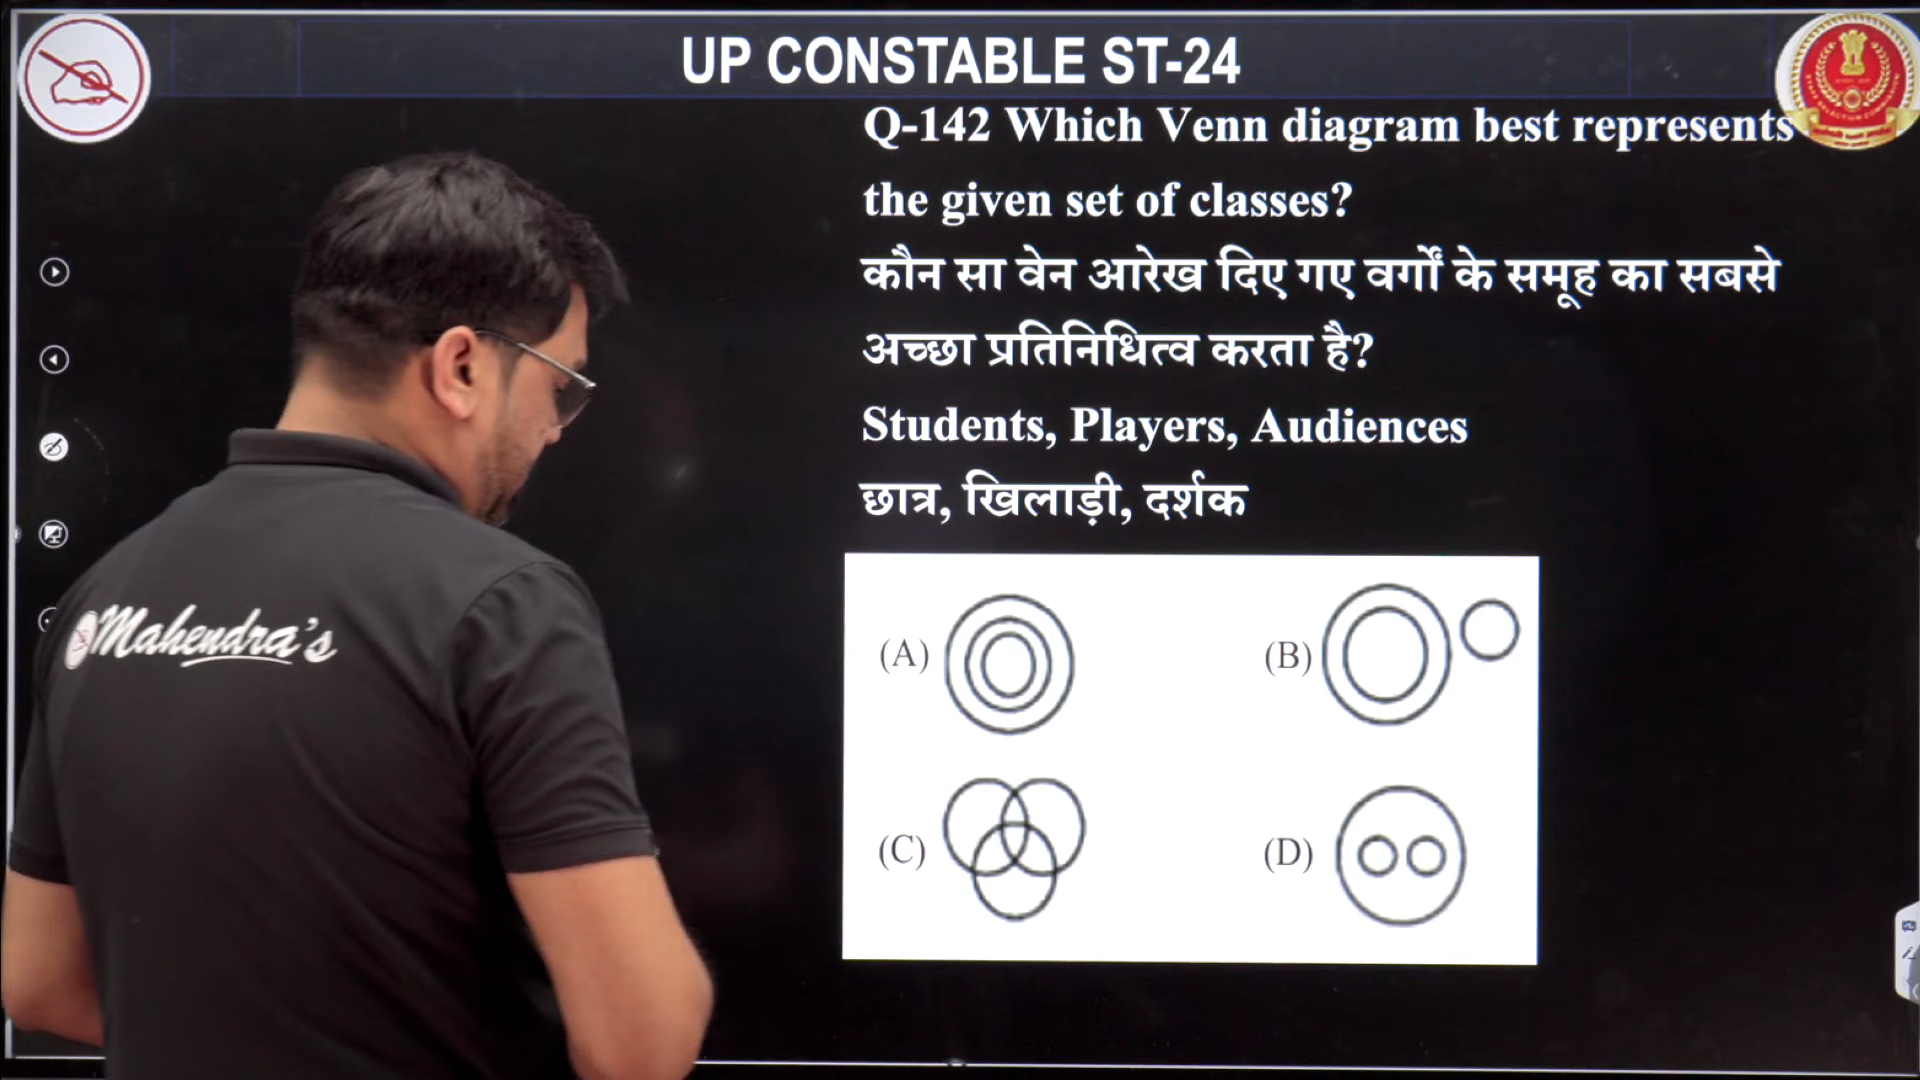 UP CONSTABLE ST-24
Q-142 Which Venn diagram best represents
the given set of classes?
कौन सा वेन आरेख दिए गए वर्गों के समूह का सबसे
अच्छा प्रतिनिधित्व करता है?
Students, Players, Audiences
छात्र, खिलाड़ी, दर्शक
(A)
(B)
(C)
(D)
Mahendra's